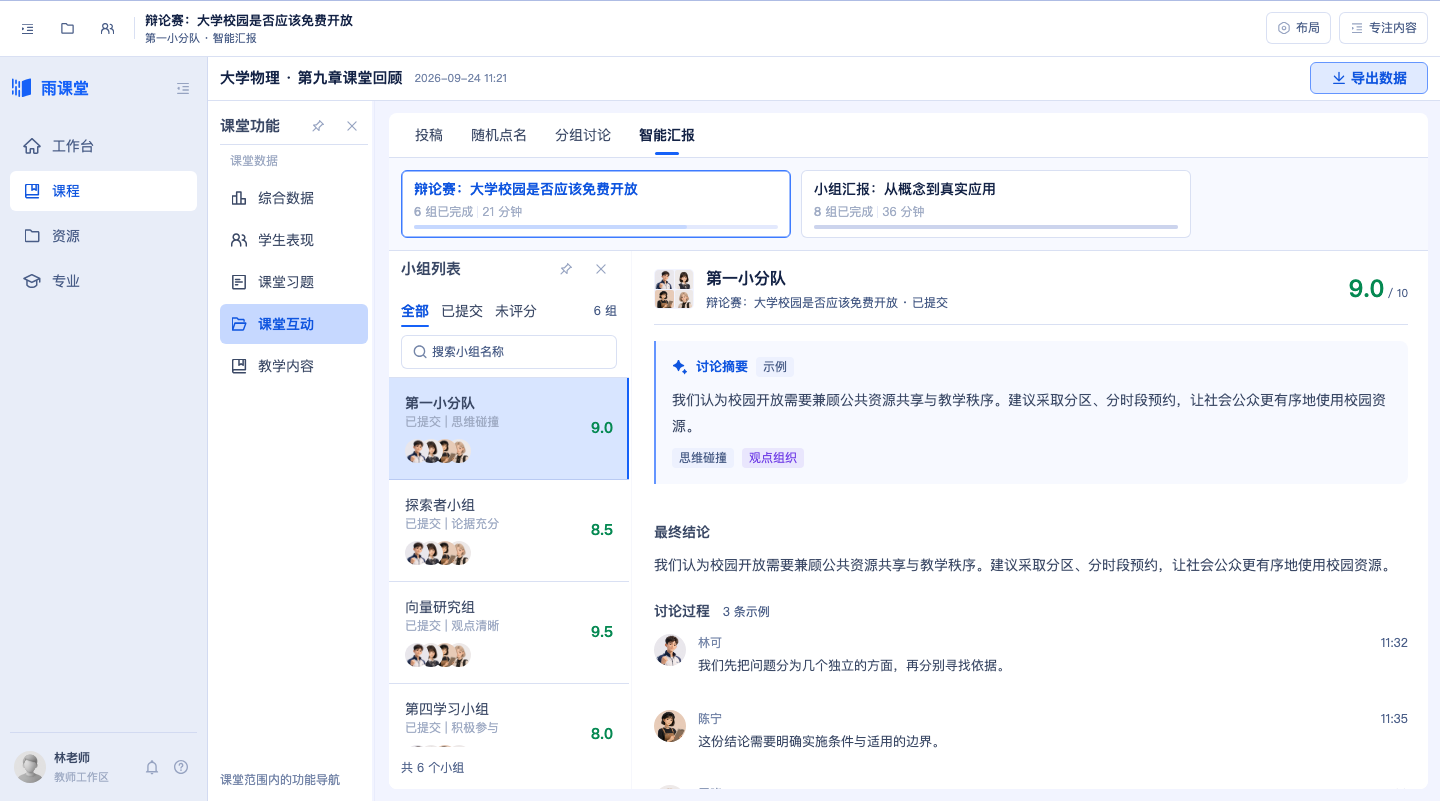 辩论赛：大学校园是否应该免费开放
第一小分队 · 智能汇报
布局
专注内容
雨课堂
工作台
课程
资源
专业
林老师
教师工作区
大学物理 · 第九章课堂回顾 2026-09-24 11:21
导出数据
课堂功能
课堂数据
综合数据
学生表现
课堂习题
课堂互动
教学内容
课堂范围内的功能导航
投稿 随机点名 分组讨论 智能汇报
辩论赛：大学校园是否应该免费开放
6 组已完成 | 21 分钟
小组汇报：从概念到真实应用
8 组已完成 | 36 分钟
小组列表
全部 已提交 未评分 6 组
搜索小组名称
第一小分队
已提交 | 思维碰撞
9.0
探索者小组
已提交 | 论据充分
8.5
向量研究组
已提交 | 观点清晰
9.5
第四学习小组
已提交 | 积极参与
8.0
共 6 个小组
第一小分队
辩论赛：大学校园是否应该免费开放 · 已提交
9.0 / 10
讨论摘要 示例
我们认为校园开放需要兼顾公共资源共享与教学秩序。建议采取分区、分时段预约，让社会公众更有序地使用校园资
源。
思维碰撞 观点组织
最终结论
我们认为校园开放需要兼顾公共资源共享与教学秩序。建议采取分区、分时段预约，让社会公众更有序地使用校园资源。
讨论过程 3 条示例
林可 11:32
我们先把问题分为几个独立的方面，再分别寻找依据。
陈宁 11:35
这份结论需要明确实施条件与适用的边界。